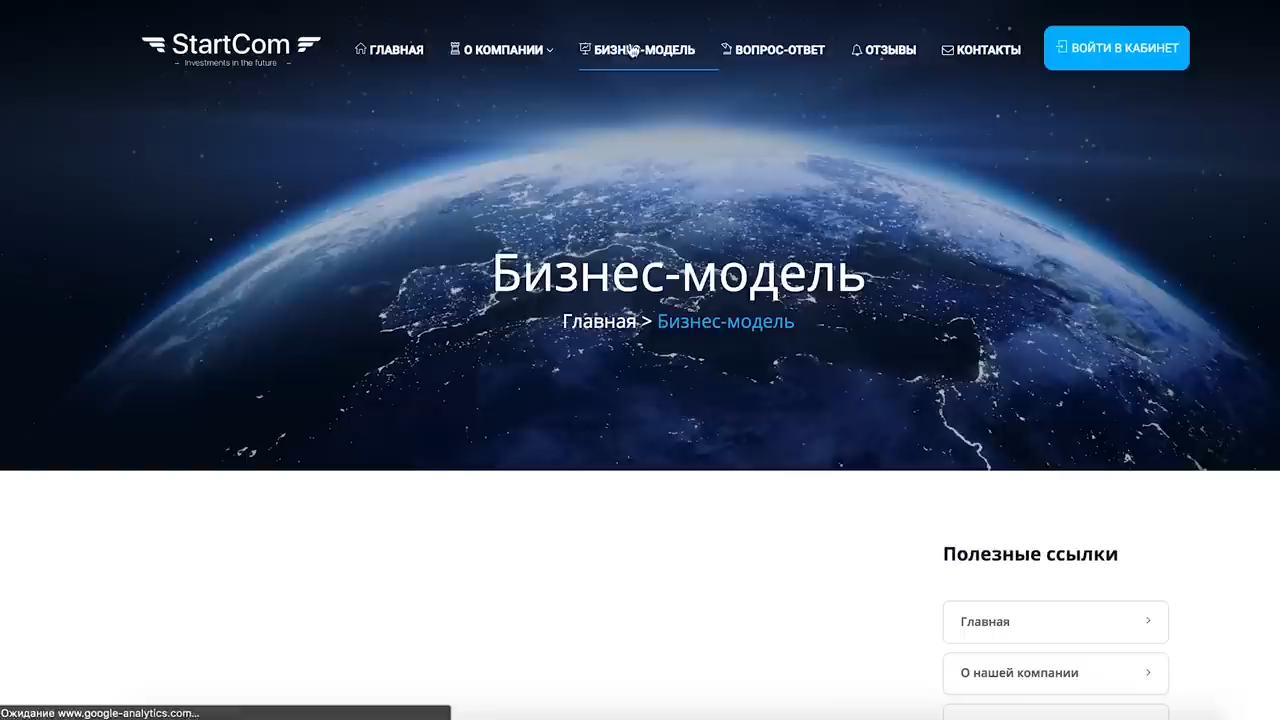 StartCom
– Investments in the future –
ГЛАВНАЯ
О КОМПАНИИ
БИЗНЕС-МОДЕЛЬ
ВОПРОС-ОТВЕТ
ОТЗЫВЫ
КОНТАКТЫ
ВОЙТИ В КАБИНЕТ
Бизнес-модель
Главная > Бизнес-модель
Полезные ссылки
Главная
О нашей компании
Ожидание www.google-analytics.com...